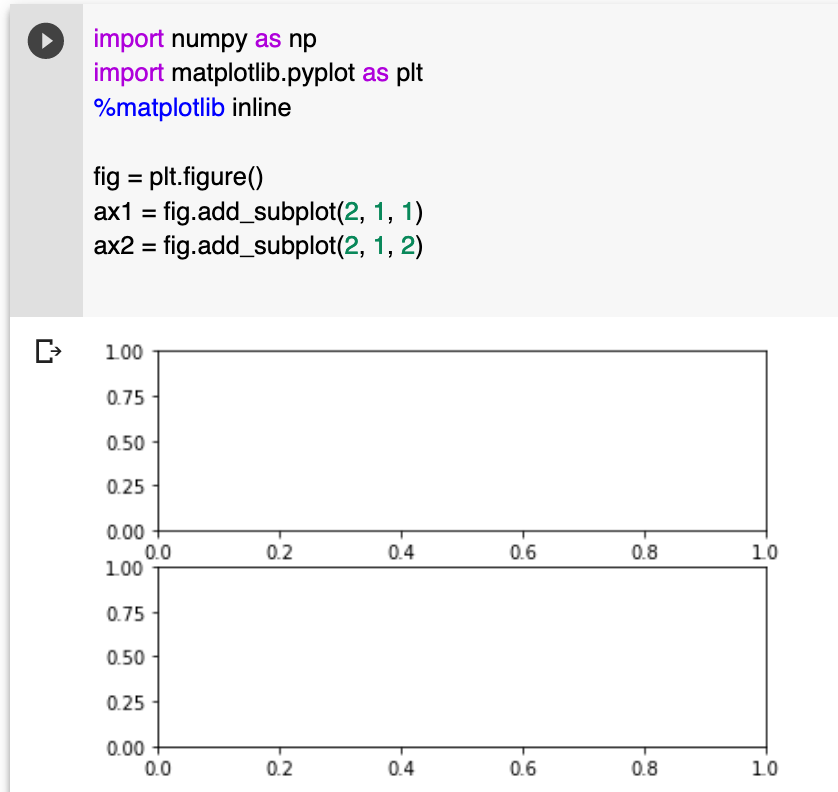 import numpy as np
import matplotlib.pyplot as plt
%matplotlib inline
fig = plt.figure()
ax1 = fig.add_subplot(2, 1, 1)
ax2 = fig.add_subplot(2, 1, 2)
1.00
0.75
0.50
0.25
0.00
0.0 0.2 0.4 0.6 0.8 1.0
1.00
0.75
0.50
0.25
0.00
0.0 0.2 0.4 0.6 0.8 1.0